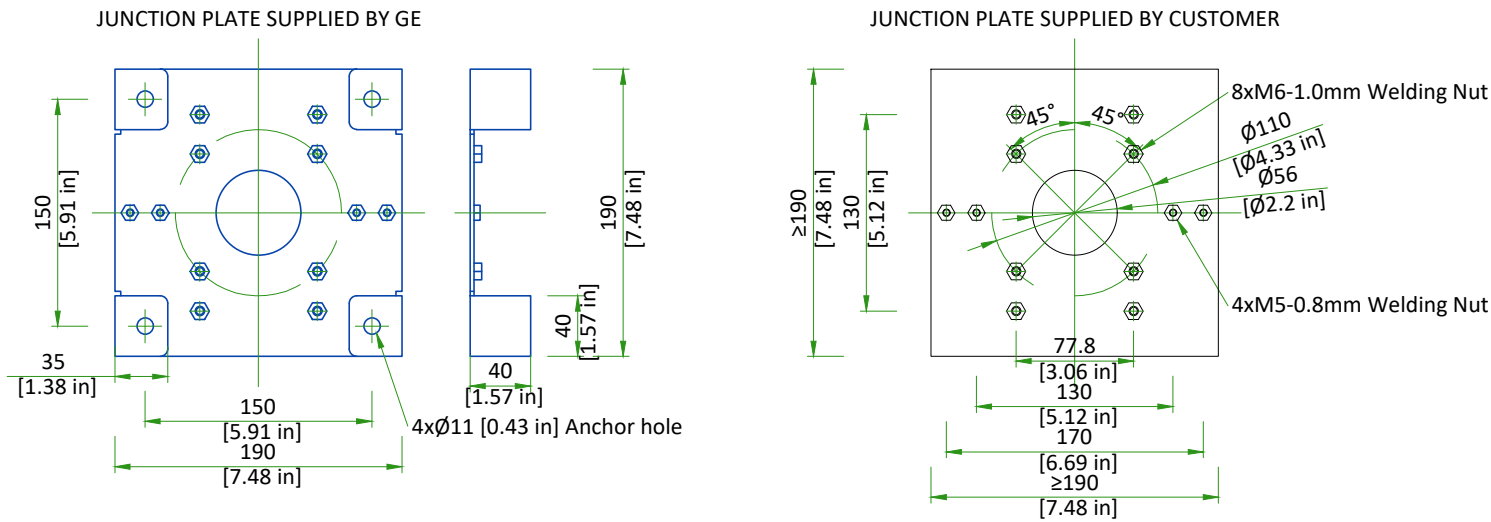 JUNCTION PLATE SUPPLIED BY GE
150
[5.91 in]
35
[1.38 in]
150
[5.91 in]
190
[7.48 in]
4xØ11 [0.43 in] Anchor hole
190
[7.48 in]
40
[1.57 in]
40
[1.57 in]
JUNCTION PLATE SUPPLIED BY CUSTOMER
≥190
[7.48 in]
130
[5.12 in]
45°
45°
8xM6-1.0mm Welding Nut
Ø110
[Ø4.33 in]
Ø56
[Ø2.2 in]
4xM5-0.8mm Welding Nut
77.8
[3.06 in]
130
[5.12 in]
170
[6.69 in]
≥190
[7.48 in]